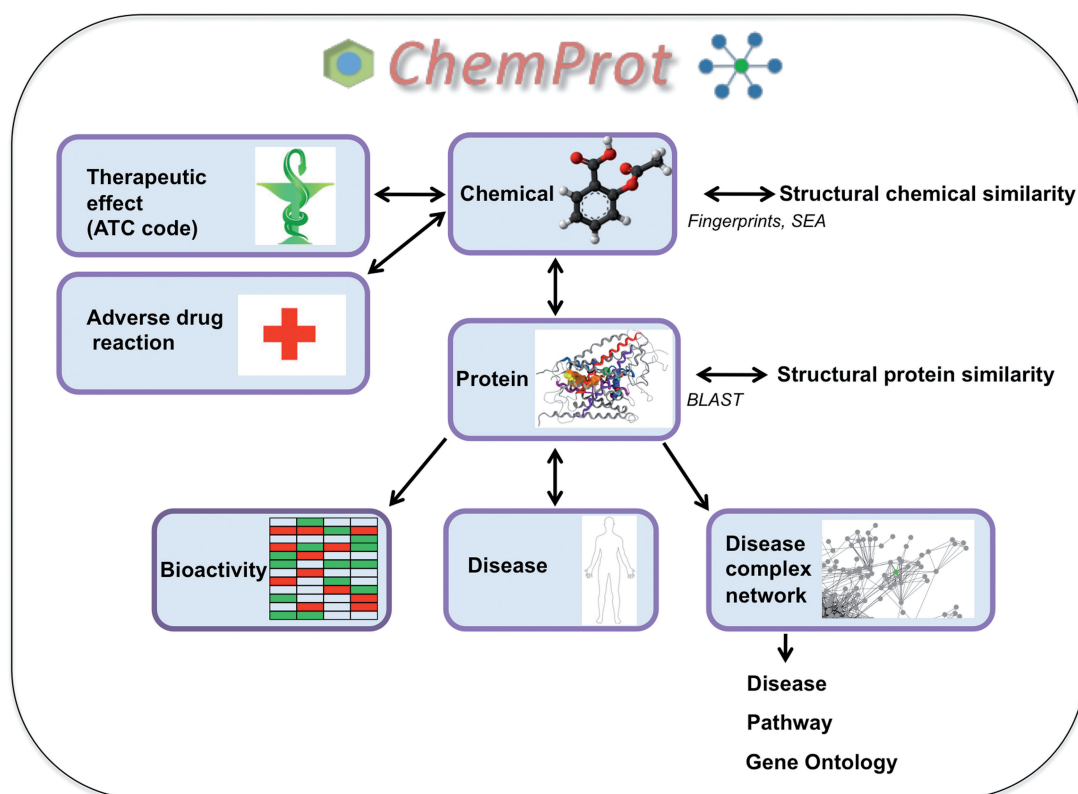 ChemProt
Therapeutic
effect
(ATC code)
Chemical
Structural chemical similarity
Fingerprints, SEA
Adverse drug
reaction
Protein
Structural protein similarity
BLAST
Bioactivity
Disease
Disease
complex
network
Disease
Pathway
Gene Ontology